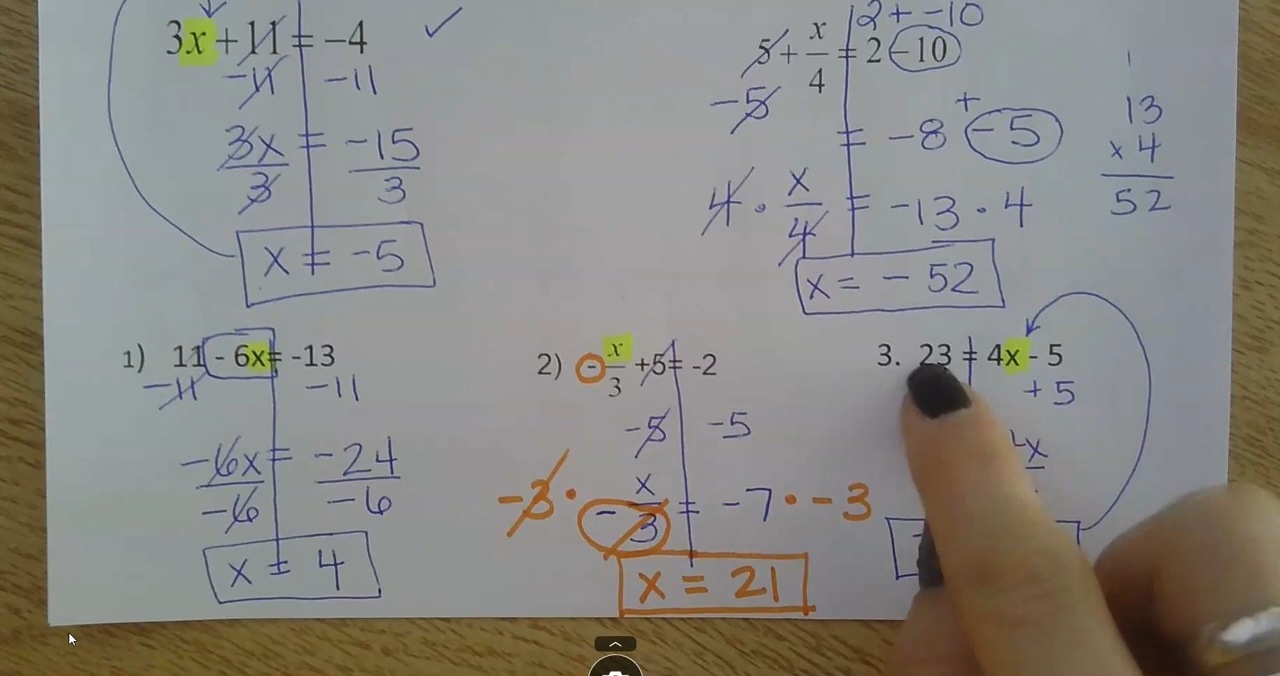 3x + 11 = -4 ✓
-11 -11
3x = -15
3 3
x = -5
2 + -10
5 + x/4 = 2 - 10
-5
= -8 + -5
4 · x/4 = -13 · 4
x = -52
1
13
x 4
52
1) 11 - 6x = -13
-11 -11
-6x = -24
-6 -6
x = 4
2) - x/3 + 5 = -2
-5 -5
-3 · x/-3 = -7 · -3
x = 21
3. 23 = 4x - 5
+ 5
x